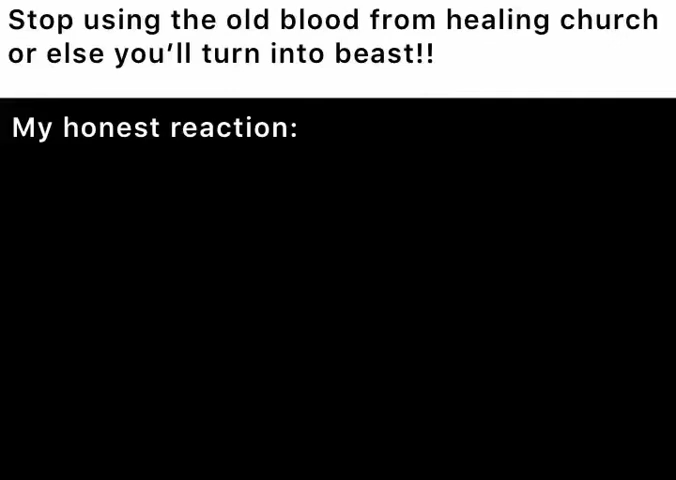 Stop using the old blood from healing church
or else you’ll turn into beast!!
My honest reaction: